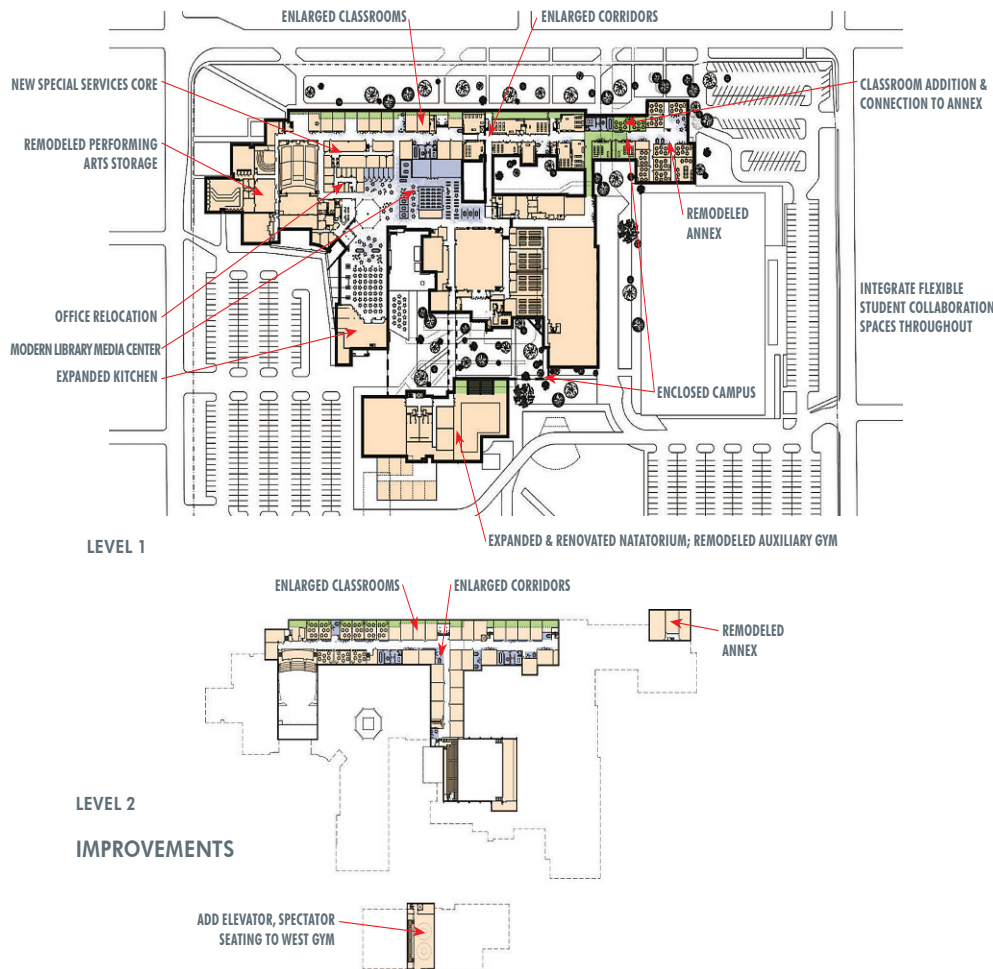 ENLARGED CLASSROOMS
ENLARGED CORRIDORS
NEW SPECIAL SERVICES CORE
CLASSROOM ADDITION &
CONNECTION TO ANNEX
REMODELED PERFORMING
ARTS STORAGE
REMODELED
ANNEX
INTEGRATE FLEXIBLE
STUDENT COLLABORATION
SPACES THROUGHOUT
OFFICE RELOCATION
MODERN LIBRARY MEDIA CENTER
EXPANDED KITCHEN
ENCLOSED CAMPUS
EXPANDED & RENOVATED NATATORIUM; REMODELED AUXILIARY GYM
LEVEL 1
ENLARGED CLASSROOMS
ENLARGED CORRIDORS
REMODELED
ANNEX
LEVEL 2
IMPROVEMENTS
ADD ELEVATOR, SPECTATOR
SEATING TO WEST GYM